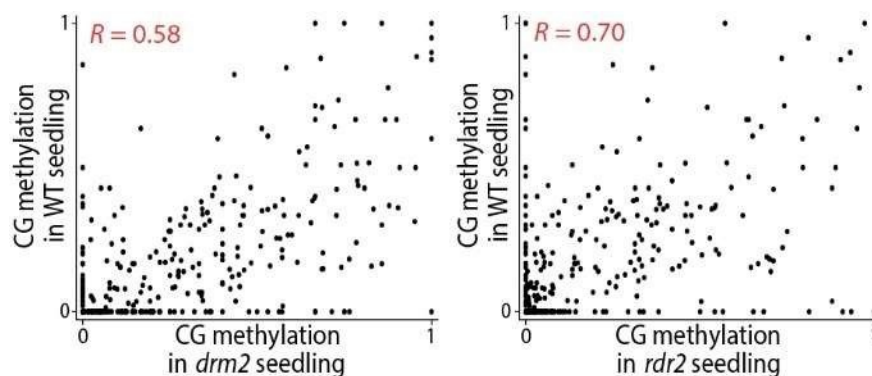 1
R = 0.58
CG methylation
in WT seedling
0
0
1
CG methylation
in drm2 seedling
1
R = 0.70
CG methylation
in WT seedling
0
0
CG methylation
in rdr2 seedling